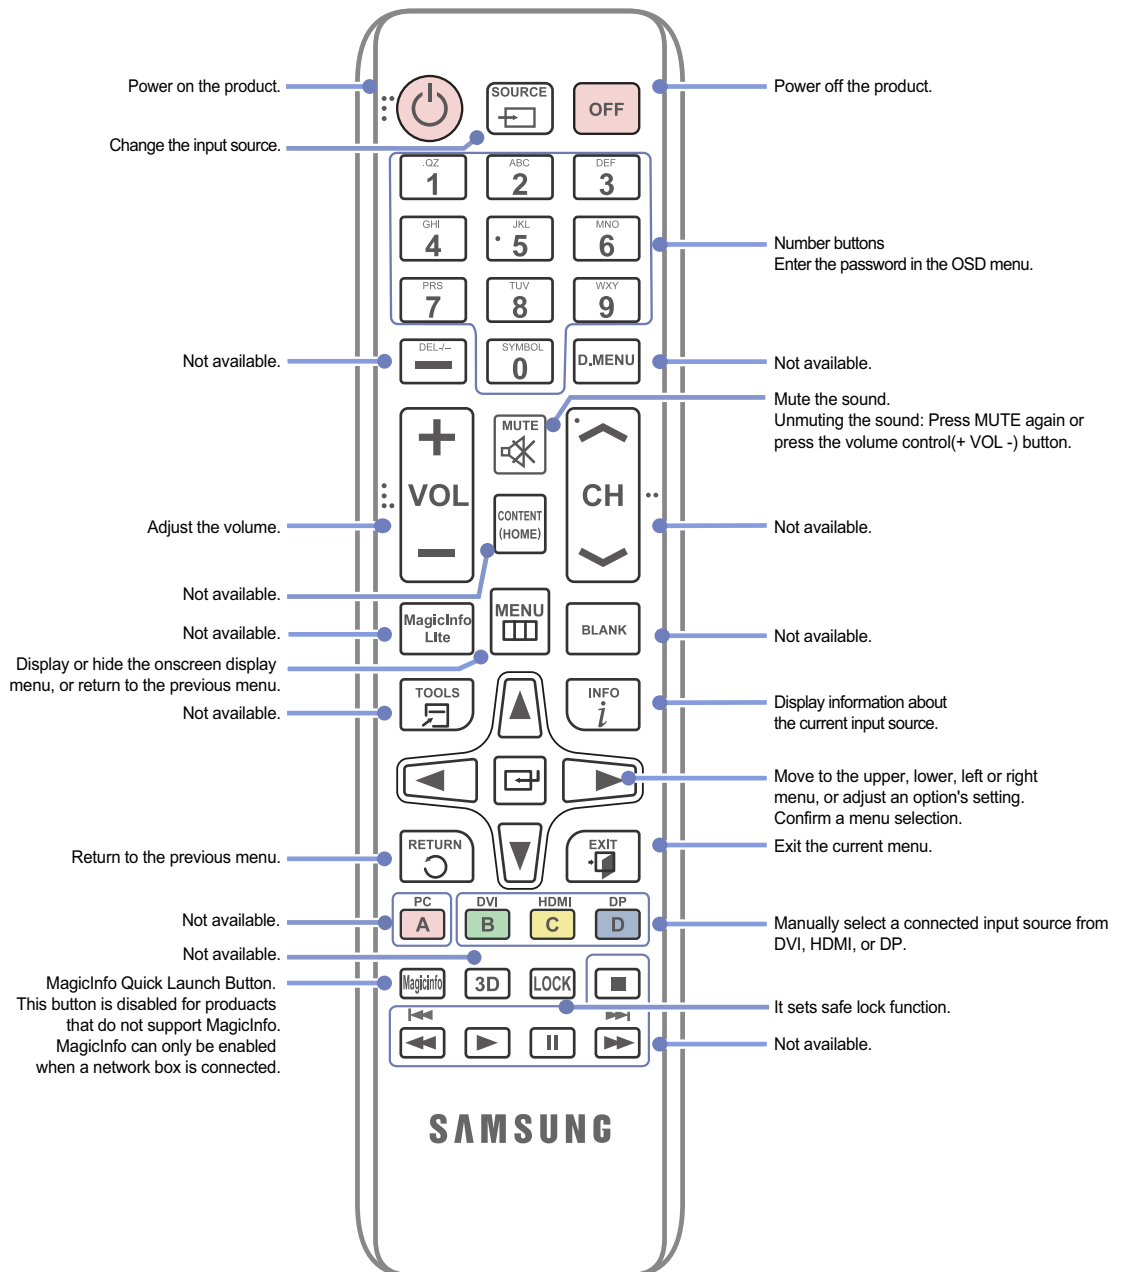 Power on the product.
SOURCE
OFF
Power off the product.
Change the input source.
.QZ
1
ABC
2
DEF
3
GHI
4
JKL
5
MNO
6
Number buttons
Enter the password in the OSD menu.
PRS
7
TUV
8
WXY
9
Not available.
DEL-/--
SYMBOL
0
D.MENU
Not available.
Mute the sound.
Unmuting the sound: Press MUTE again or
press the volume control(+ VOL -) button.
MUTE
VOL
CH
CONTENT
(HOME)
Adjust the volume.
Not available.
Not available.
Not available.
MagicInfo
Lite
MENU
BLANK
Not available.
Display or hide the onscreen display
menu, or return to the previous menu.
Not available.
TOOLS
INFO
i
Display information about
the current input source.
Move to the upper, lower, left or right
menu, or adjust an option's setting.
Confirm a menu selection.
Return to the previous menu.
RETURN
EXIT
Exit the current menu.
PC
DVI
HDMI
DP
Not available.
A
B
C
D
Manually select a connected input source from
DVI, HDMI, or DP.
Not available.
MagicInfo Quick Launch Button.
This button is disabled for produacts
that do not support MagicInfo.
MagicInfo can only be enabled
when a network box is connected.
Magicinfo
3D
LOCK
It sets safe lock function.
Not available.
SAMSUNG